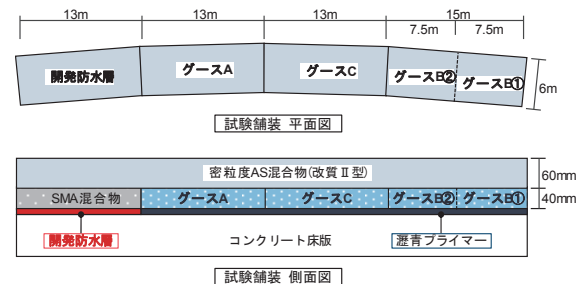 13m 13m 13m 15m
7.5m 7.5m
開発防水層 グースA グースC グースB② グースB①
6m
試験舗装 平面図
密粒度AS混合物(改質Ⅱ型)
60mm
SMA混合物 グースA グースC グースB② グースB①
40mm
開発防水層 コンクリート床版 瀝青プライマー
試験舗装 側面図